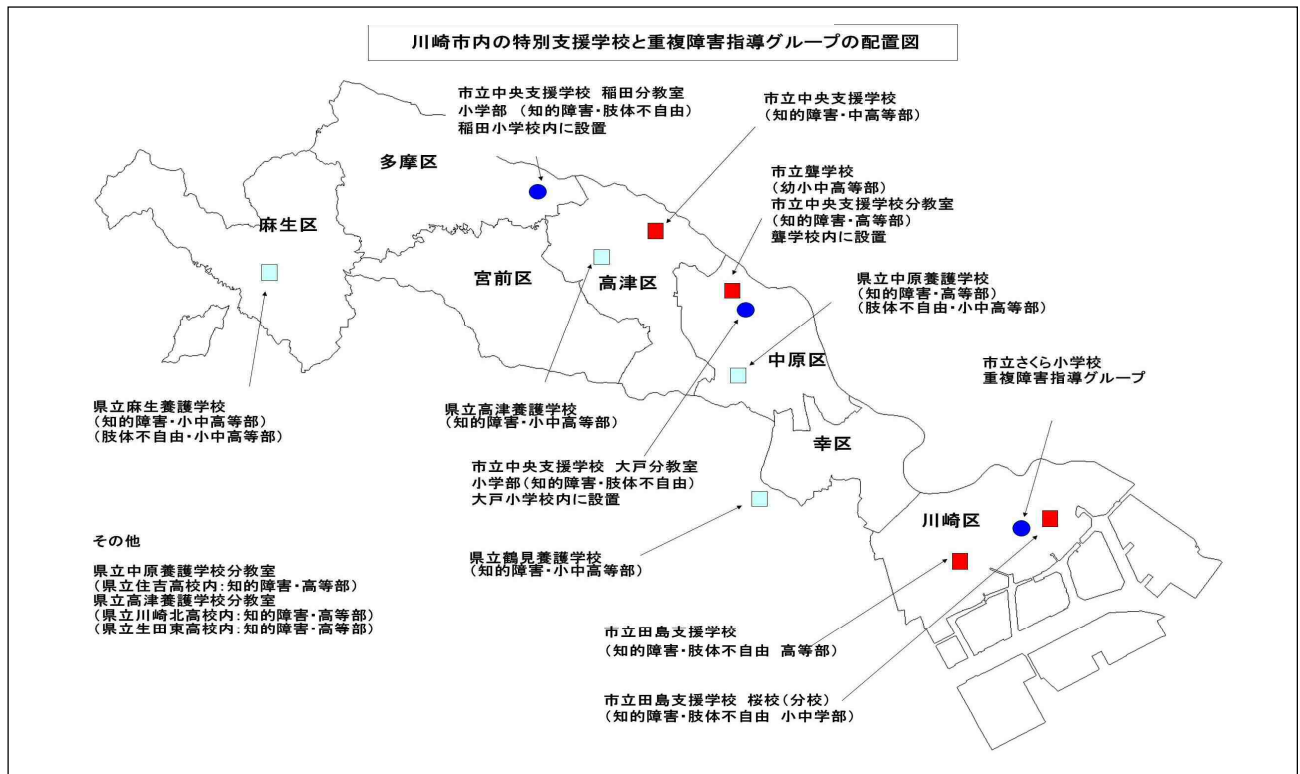 川崎市内の特別支援学校と重複障害指導グループの配置図
市立中央支援学校 稲田分教室
小学部 (知的障害・肢体不自由)
稲田小学校内に設置
市立中央支援学校
(知的障害・中高等部)
多摩区
市立聾学校
(幼小中高等部)
市立中央支援学校分教室
(知的障害・高等部)
聾学校内に設置
麻生区
宮前区
高津区
県立中原養護学校
(知的障害・高等部)
(肢体不自由・小中高等部)
中原区
市立さくら小学校
重複障害指導グループ
県立麻生養護学校
(知的障害・小中高等部)
(肢体不自由・小中高等部)
県立高津養護学校
(知的障害・小中高等部)
幸区
市立中央支援学校 大戸分教室
小学部(知的障害・肢体不自由)
大戸小学校内に設置
川崎区
その他
県立中原養護学校分教室
(県立住吉高校内:知的障害・高等部)
県立高津養護学校分教室
(県立川崎北高校内:知的障害・高等部)
(県立生田東高校内:知的障害・高等部)
県立鶴見養護学校
(知的障害・小中高等部)
市立田島支援学校
(知的障害・肢体不自由 高等部)
市立田島支援学校 桜校(分校)
(知的障害・肢体不自由 小中学部)